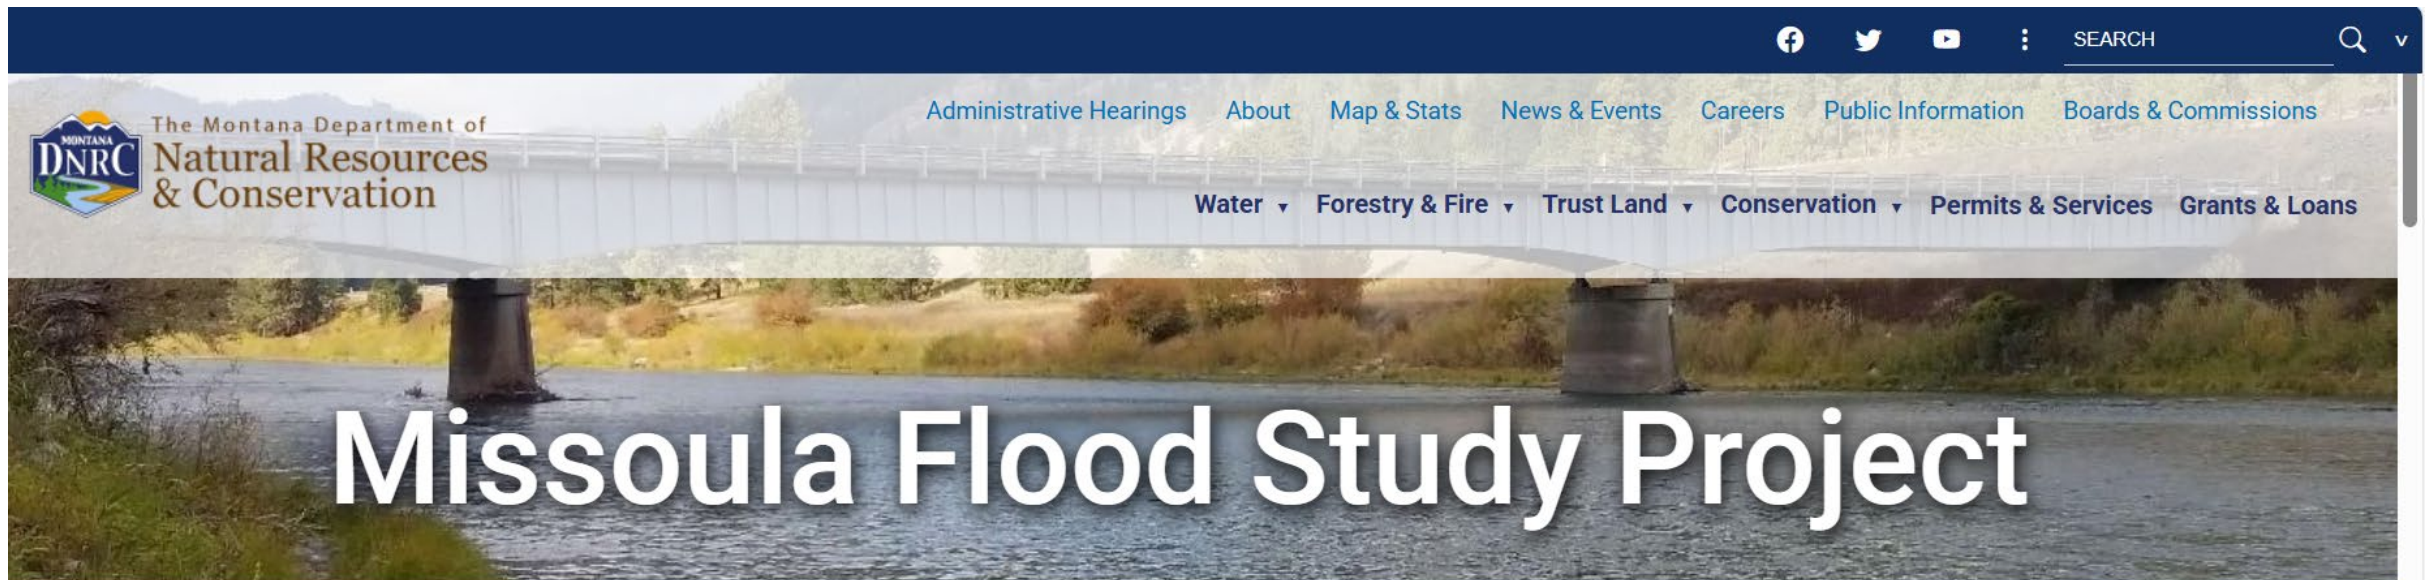 SEARCH
v
Administrative Hearings About Map & Stats News & Events Careers Public Information Boards & Commissions
MONTANA
DNRC
The Montana Department of
Natural Resources
& Conservation
Water Forestry & Fire Trust Land Conservation Permits & Services Grants & Loans
Missoula Flood Study Project